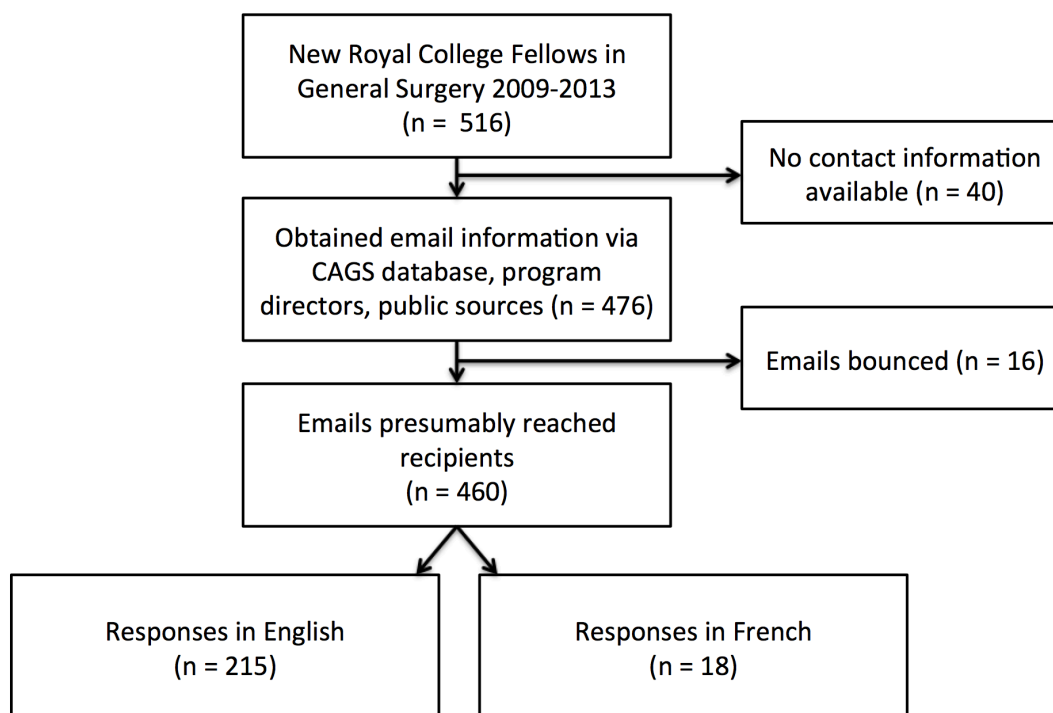 New Royal College Fellows in
General Surgery 2009-2013
(n =  516)
No contact information
available (n = 40)
Obtained email information via
CAGS database, program
directors, public sources (n = 476)
Emails bounced (n = 16)
Emails presumably reached
recipients
(n = 460)
Responses in English
(n = 215)
Responses in French
(n = 18)